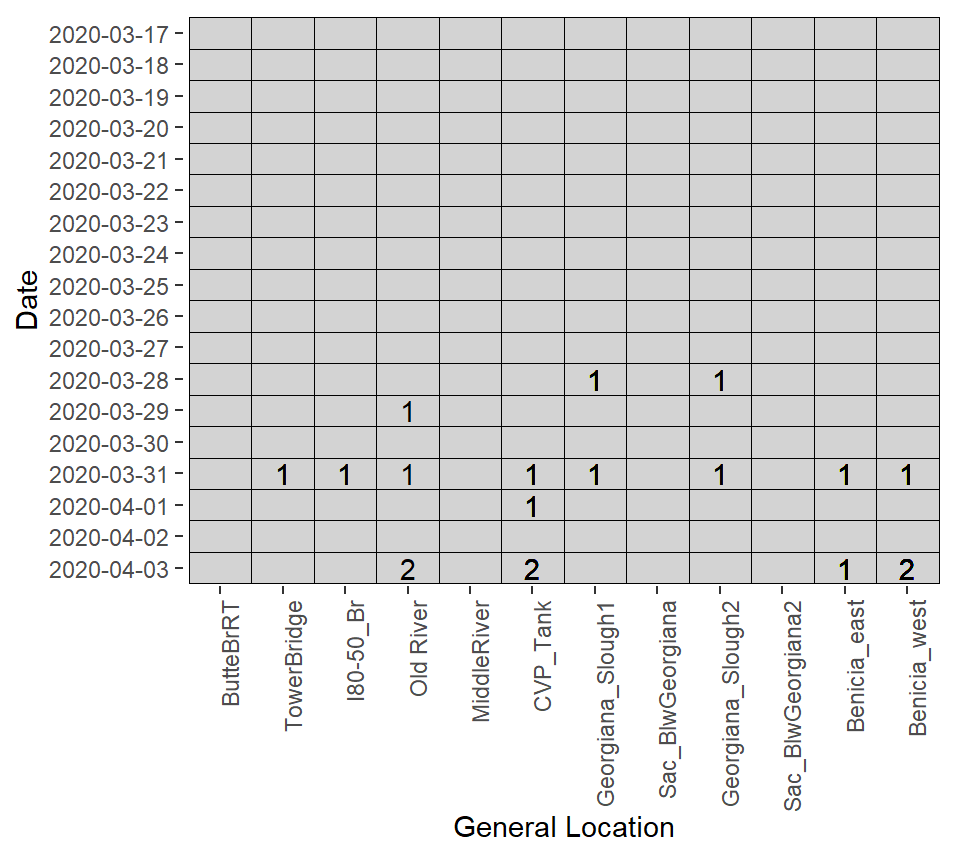 2020-03-17
2020-03-18
2020-03-19
2020-03-20
2020-03-21
2020-03-22
2020-03-23
2020-03-24
2020-03-25
2020-03-26
2020-03-27
2020-03-28 1 1
2020-03-29 1
2020-03-30
2020-03-31 1 1 1 1 1 1 1 1
2020-04-01 1
2020-04-02
2020-04-03 2 2 1 2
Date
ButteBrRT
TowerBridge
I80-50_Br
Old River
MiddleRiver
CVP_Tank
Georgiana_Slough1
Sac_BlwGeorgiana
Georgiana_Slough2
Sac_BlwGeorgiana2
Benicia_east
Benicia_west
General Location